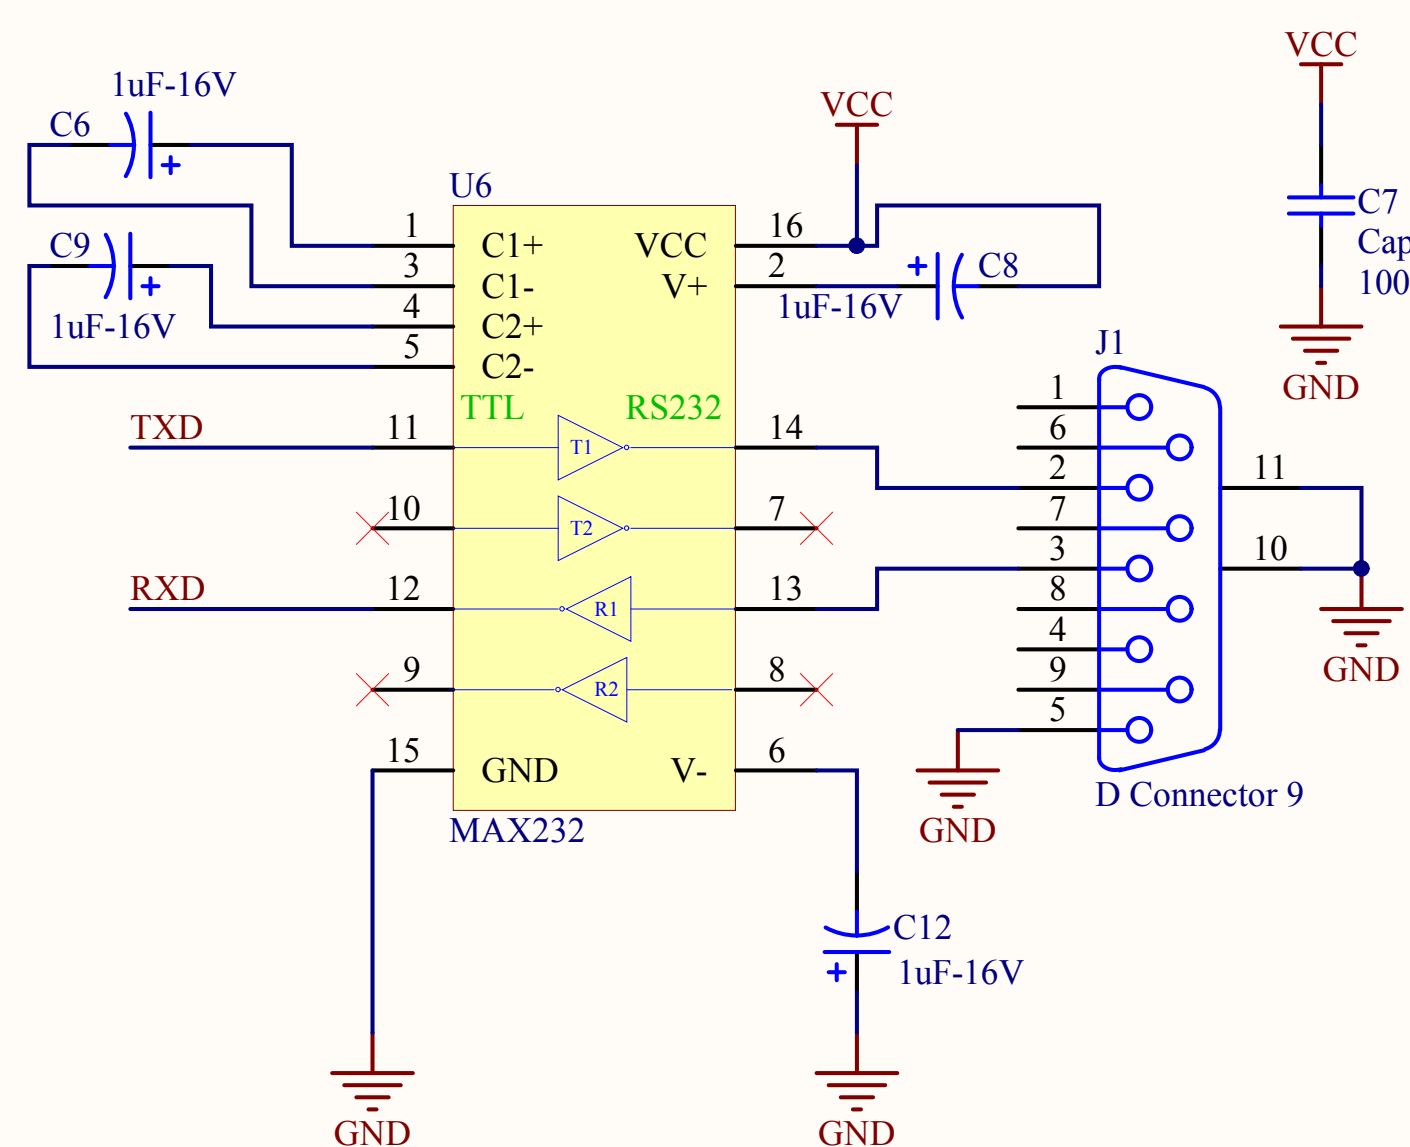 VCC
1uF-16V
VCC
C6
+
U6
C7
1 C1+ VCC 16
C9
Cap
3 C1- V+ 2 + C8
+
100
4 C2+ 1uF-16V
1uF-16V
5 C2-
J1
GND
TTL RS232
1
TXD 11 T1 14
6
2 11
10 T2 7
7
3 10
RXD 12 R1 13
8
4
9 R2 8
9
GND
5
15 GND V- 6
D Connector 9
MAX232
GND
C12
+ 1uF-16V
GND
GND